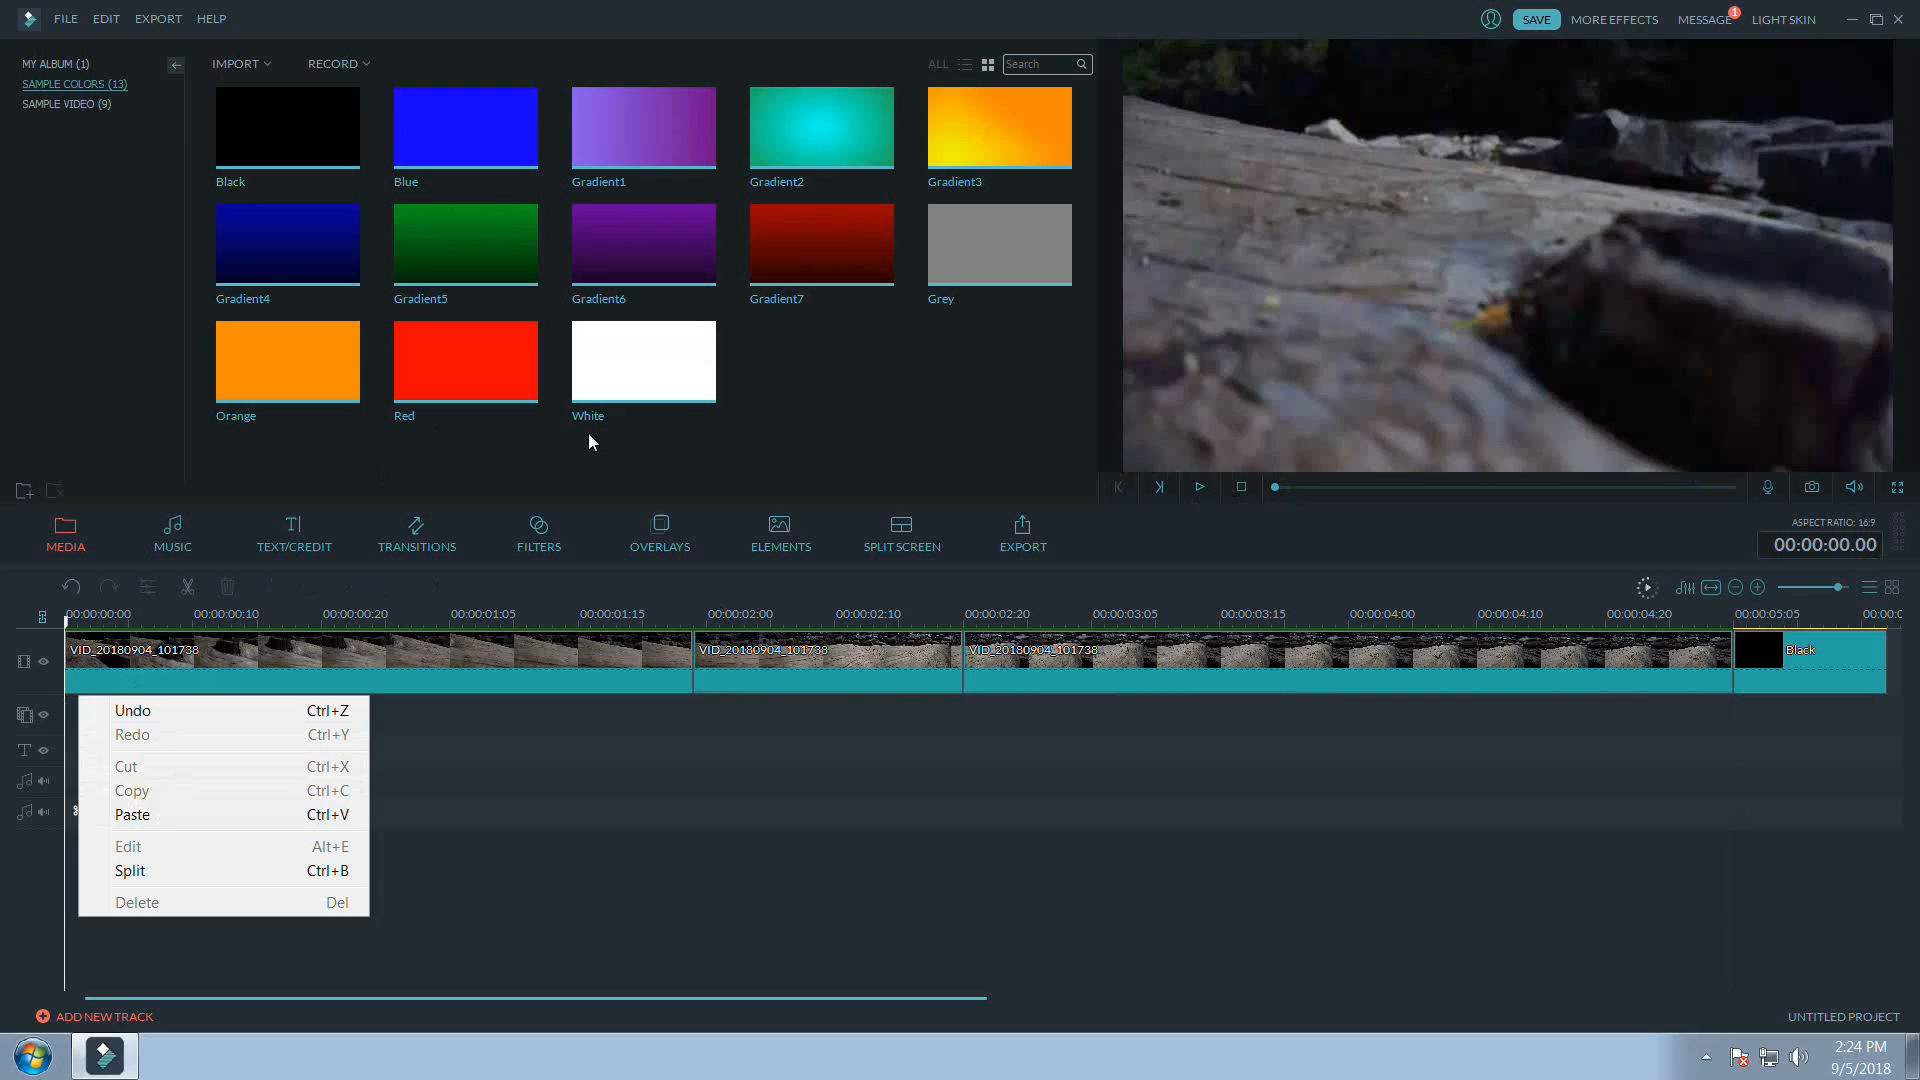 FILE EDIT EXPORT HELP
SAVE MORE EFFECTS MESSAGE 1 LIGHT SKIN
MY ALBUM (1)
SAMPLE COLORS (13)
SAMPLE VIDEO (9)
IMPORT RECORD ALL Search
Black Blue Gradient1 Gradient2 Gradient3
Gradient4 Gradient5 Gradient6 Gradient7 Grey
Orange Red White
MEDIA MUSIC TEXT/CREDIT TRANSITIONS FILTERS OVERLAYS ELEMENTS SPLIT SCREEN EXPORT
ASPECT RATIO: 16:9
00:00:00.00
00:00:00:00 00:00:00:10 00:00:00:20 00:00:01:05 00:00:01:15 00:00:02:00 00:00:02:10 00:00:02:20 00:00:03:05 00:00:03:15 00:00:04:00 00:00:04:10 00:00:04:20 00:00:05:05 00:00:0
VID_20180904_101738 VID_20180904_101738 VID_20180904_101738 Black
Undo Ctrl+Z
Redo Ctrl+Y
Cut Ctrl+X
Copy Ctrl+C
Paste Ctrl+V
Edit Alt+E
Split Ctrl+B
Delete Del
ADD NEW TRACK
UNTITLED PROJECT
2:24 PM
9/5/2018